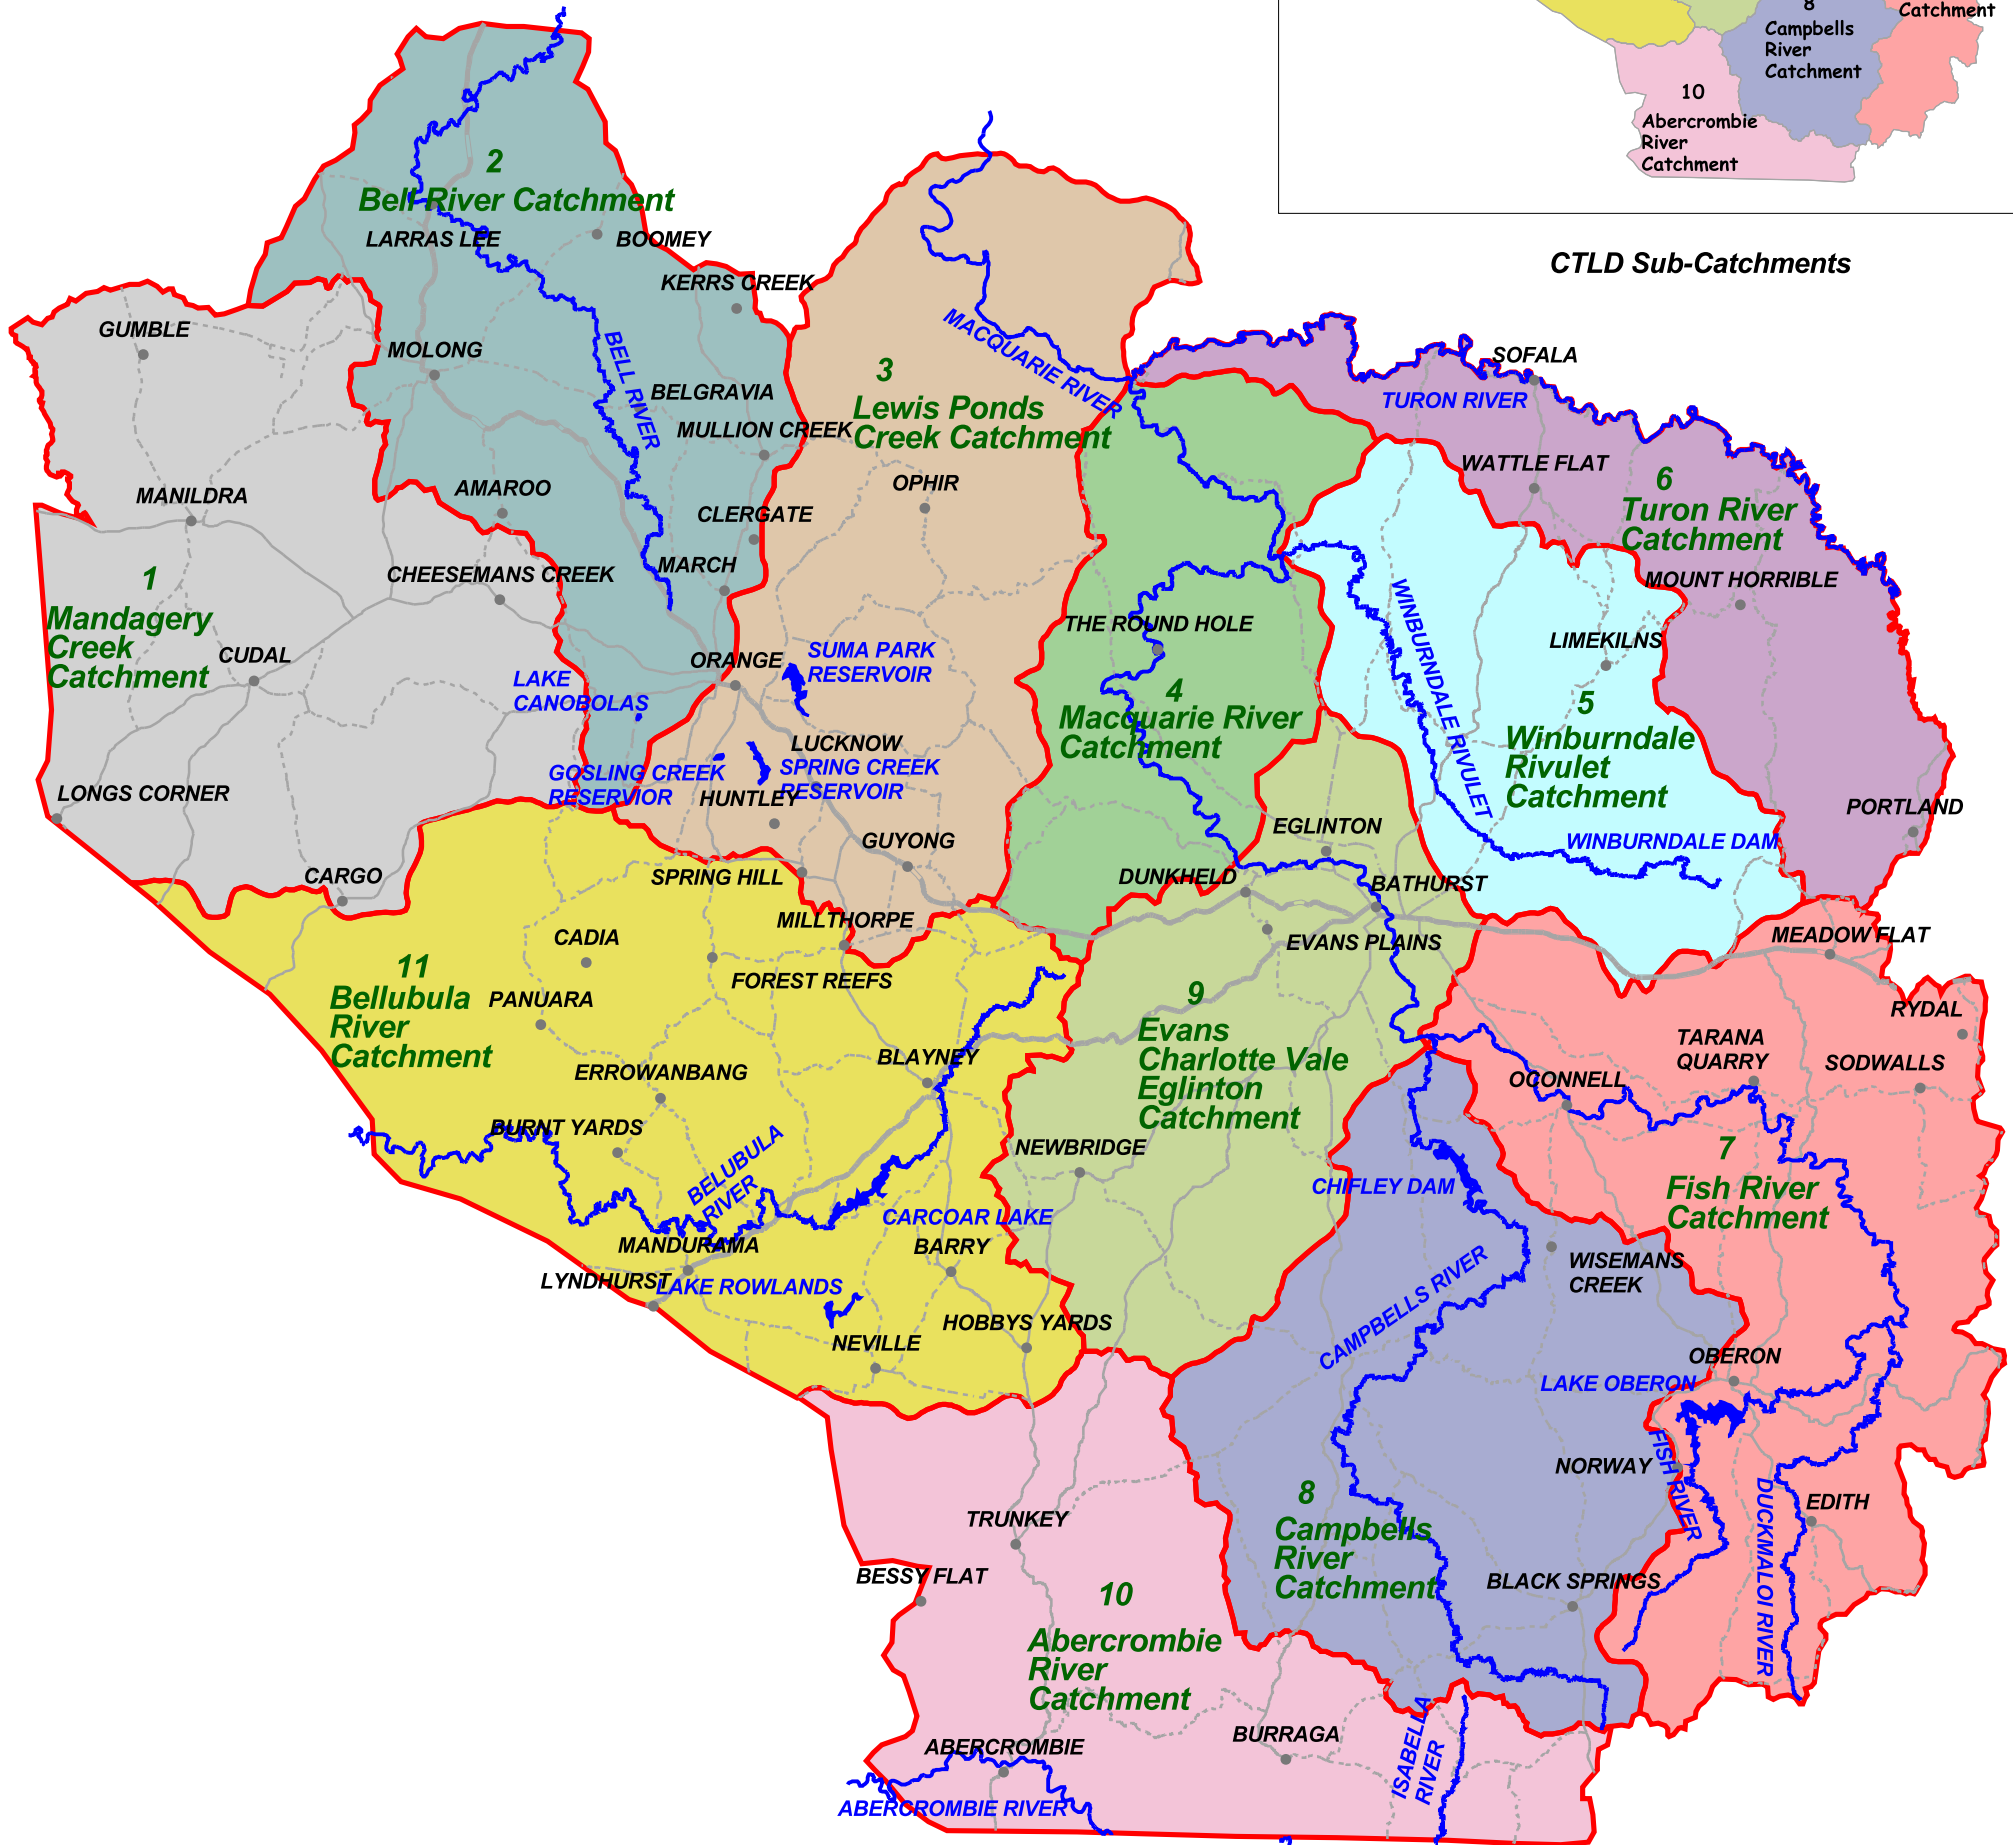 8
Catchment
Campbells
River
Catchment
10
Abercrombie
River
Catchment
CTLD Sub-Catchments
2
Bell River Catchment
LARRAS LEE
BOOMEY
KERRS CREEK
GUMBLE
MOLONG
BELL RIVER
BELGRAVIA
MULLION CREEK
AMAROO
CLERGATE
MARCH
MANILDRA
CHEESEMANS CREEK
1
Mandagery
Creek
Catchment
CUDAL
LONGS CORNER
CARGO
LAKE
CANOBOLAS
ORANGE
MACQUARIE RIVER
3
Lewis Ponds
Creek Catchment
OPHIR
SUMA PARK
RESERVOIR
LUCKNOW
SPRING CREEK
RESERVOIR
GOSLING CREEK
RESERVIOR
HUNTLEY
GUYONG
SPRING HILL
MILLTHORPE
SOFALA
TURON RIVER
WATTLE FLAT
6
Turon River
Catchment
MOUNT HORRIBLE
THE ROUND HOLE
4
Macquarie River
Catchment
WINBURNDALE RIVULET
LIMEKILNS
5
Winburndale
Rivulet
Catchment
WINBURNDALE DAM
PORTLAND
EGLINTON
DUNKHELD
BATHURST
EVANS PLAINS
MEADOW FLAT
RYDAL
TARANA
QUARRY
SODWALLS
OCONNELL
7
Fish River
Catchment
9
Evans
Charlotte Vale
Eglinton
Catchment
NEWBRIDGE
CADIA
FOREST REEFS
11
Bellubula
River
Catchment
PANUARA
BLAYNEY
ERROWANBANG
BURNT YARDS
BELUBULA
RIVER
CARCOAR LAKE
MANDURAMA
BARRY
LYNDHURST
LAKE ROWLANDS
HOBBYS YARDS
NEVILLE
CHIFLEY DAM
CAMPBELLS RIVER
WISEMANS
CREEK
OBERON
LAKE OBERON
NORWAY
FISH RIVER
EDITH
DUCKMALOI RIVER
8
Campbells
River
Catchment
BLACK SPRINGS
TRUNKEY
BESSY FLAT
10
Abercrombie
River
Catchment
ABERCROMBIE
BURRAGA
ISABELLA
RIVER
ABERCROMBIE RIVER